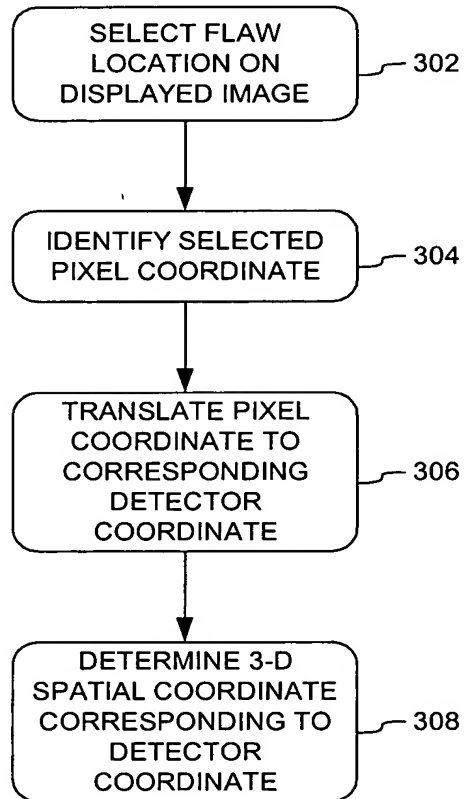 SELECT FLAW
LOCATION ON
DISPLAYED IMAGE
302
IDENTIFY SELECTED
PIXEL COORDINATE
304
TRANSLATE PIXEL
COORDINATE TO
CORRESPONDING
DETECTOR
COORDINATE
306
DETERMINE 3-D
SPATIAL COORDINATE
CORRESPONDING TO
DETECTOR
COORDINATE
308